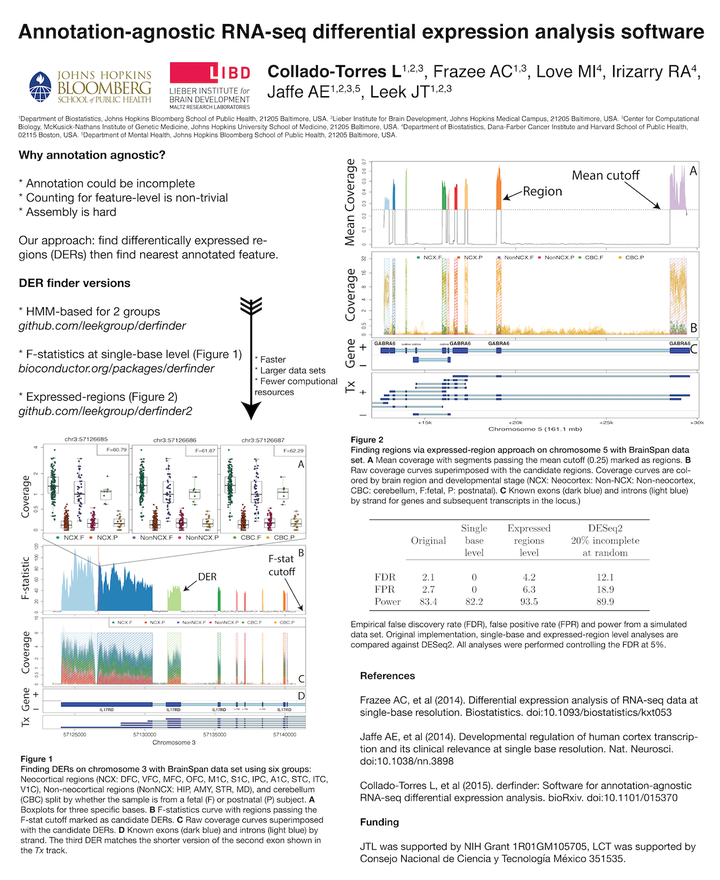 Annotation-agnostic RNA-seq differential expression analysis software
JOHNS HOPKINS
BLOOMBERG
SCHOOL of PUBLIC HEALTH
LIBD
LIEBER INSTITUTE for
BRAIN DEVELOPMENT
MALTZ RESEARCH LABORATORIES
Collado-Torres L1,2,3, Frazee AC1,3, Love MI4, Irizarry RA4,
Jaffe AE1,2,3,5, Leek JT1,2,3
1Department of Biostatistics, Johns Hopkins Bloomberg School of Public Health, 21205 Baltimore, USA. 2Lieber Institute for Brain Development, Johns Hopkins Medical Campus, 21205 Baltimore, USA. 3Center for Computational
Biology, McKusick-Nathans Institute of Genetic Medicine, Johns Hopkins University School of Medicine, 21205 Baltimore, USA. 4Department of Biostatistics, Dana-Farber Cancer Institute and Harvard School of Public Health,
02115 Boston, USA. 5Department of Mental Health, Johns Hopkins Bloomberg School of Public Health, 21205 Baltimore, USA.
Why annotation agnostic?
* Annotation could be incomplete
* Counting for feature-level is non-trivial
* Assembly is hard
Our approach: find differentially expressed re-
gions (DERs) then find nearest annotated feature.
DER finder versions
* HMM-based for 2 groups
github.com/leekgroup/derfinder
* F-statistics at single-base level (Figure 1)
bioconductor.org/packages/derfinder
* Expressed-regions (Figure 2)
github.com/leekgroup/derfinder2
* Faster
* Larger data sets
* Fewer computional
resources
chr3:57126685 chr3:57126686 chr3:57126687
F=60.79 F=61.87 F=62.29
A
Coverage
NCX.F NCX.P NonNCX.F NonNCX.P CBC.F CBC.P
F-statistic
DER
F-stat
cutoff
B
Coverage
NCX.F NCX.P NonNCX.F NonNCX.P CBC.F CBC.P
C
Gene
+
−
D
IL17RD IL17RD IL17RD IL17RD
Tx
57125000 57130000 57135000 57140000
Chromosome 3
Figure 1
Finding DERs on chromosome 3 with BrainSpan data set using six groups:
Neocortical regions (NCX: DFC, VFC, MFC, OFC, M1C, S1C, IPC, A1C, STC, ITC,
V1C), Non-neocortical regions (NonNCX: HIP, AMY, STR, MD), and cerebellum
(CBC) split by whether the sample is from a fetal (F) or postnatal (P) subject. A
Boxplots for three specific bases. B F-statistics curve with regions passing the
F-stat cutoff marked as candidate DERs. C Raw coverage curves superimposed
with the candidate DERs. D Known exons (dark blue) and introns (light blue) by
strand. The third DER matches the shorter version of the second exon shown in
the Tx track.
Mean Coverage
Region
Mean cutoff
A
Coverage
NCX.F NCX.P NonNCX.F NonNCX.P CBC.F CBC.P
B
Gene
+
−
GABRA6 GABRA6 GABRA6 GABRA6
C
Tx
+
−
+15k +20k +25k +30k
Chromosome 5 (161.1 mb)
Figure 2
Finding regions via expressed-region approach on chromosome 5 with BrainSpan data
set. A Mean coverage with segments passing the mean cutoff (0.25) marked as regions. B
Raw coverage curves superimposed with the candidate regions. Coverage curves are col-
ored by brain region and developmental stage (NCX: Neocortex: Non-NCX: Non-neocortex,
CBC: cerebellum, F:fetal, P: postnatal). C Known exons (dark blue) and introns (light blue)
by strand for genes and subsequent transcripts in the locus.)
Original Single base level Expressed regions level DESeq2 20% incomplete at random
FDR 2.1 0 4.2 12.1
FPR 2.7 0 6.3 18.9
Power 83.4 82.2 93.5 89.9
Empirical false discovery rate (FDR), false positive rate (FPR) and power from a simulated
data set. Original implementation, single-base and expressed-region level analyses are
compared against DESeq2. All analyses were performed controlling the FDR at 5%.
References
Frazee AC, et al (2014). Differential expression analysis of RNA-seq data at
single-base resolution. Biostatistics. doi:10.1093/biostatistics/kxt053
Jaffe AE, et al (2014). Developmental regulation of human cortex transcrip-
tion and its clinical relevance at single base resolution. Nat. Neurosci.
doi:10.1038/nn.3898
Collado-Torres L, et al (2015). derfinder: Software for annotation-agnostic
RNA-seq differential expression analysis. bioRxiv. doi:10.1101/015370
Funding
JTL was supported by NIH Grant 1R01GM105705, LCT was supported by
Consejo Nacional de Ciencia y Tecnología México 351535.